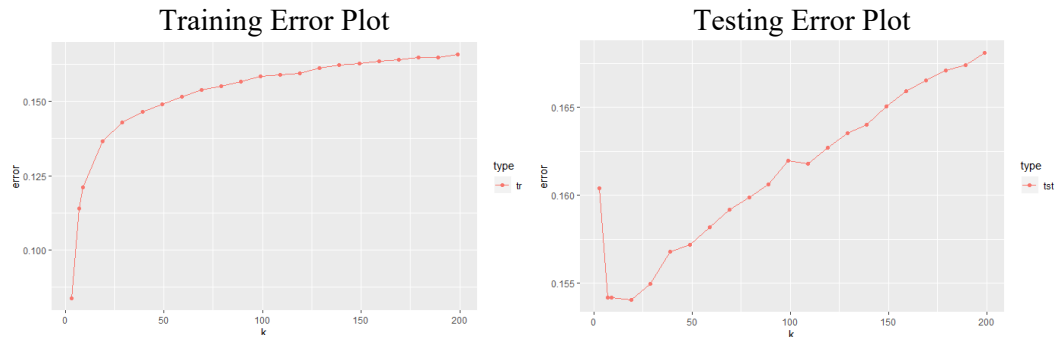 Training Error Plot
0.150
0.125
0.100
error
0
50
100
150
200
k
type
tr
Testing Error Plot
0.165
0.160
0.155
error
0
50
100
150
200
k
type
tst